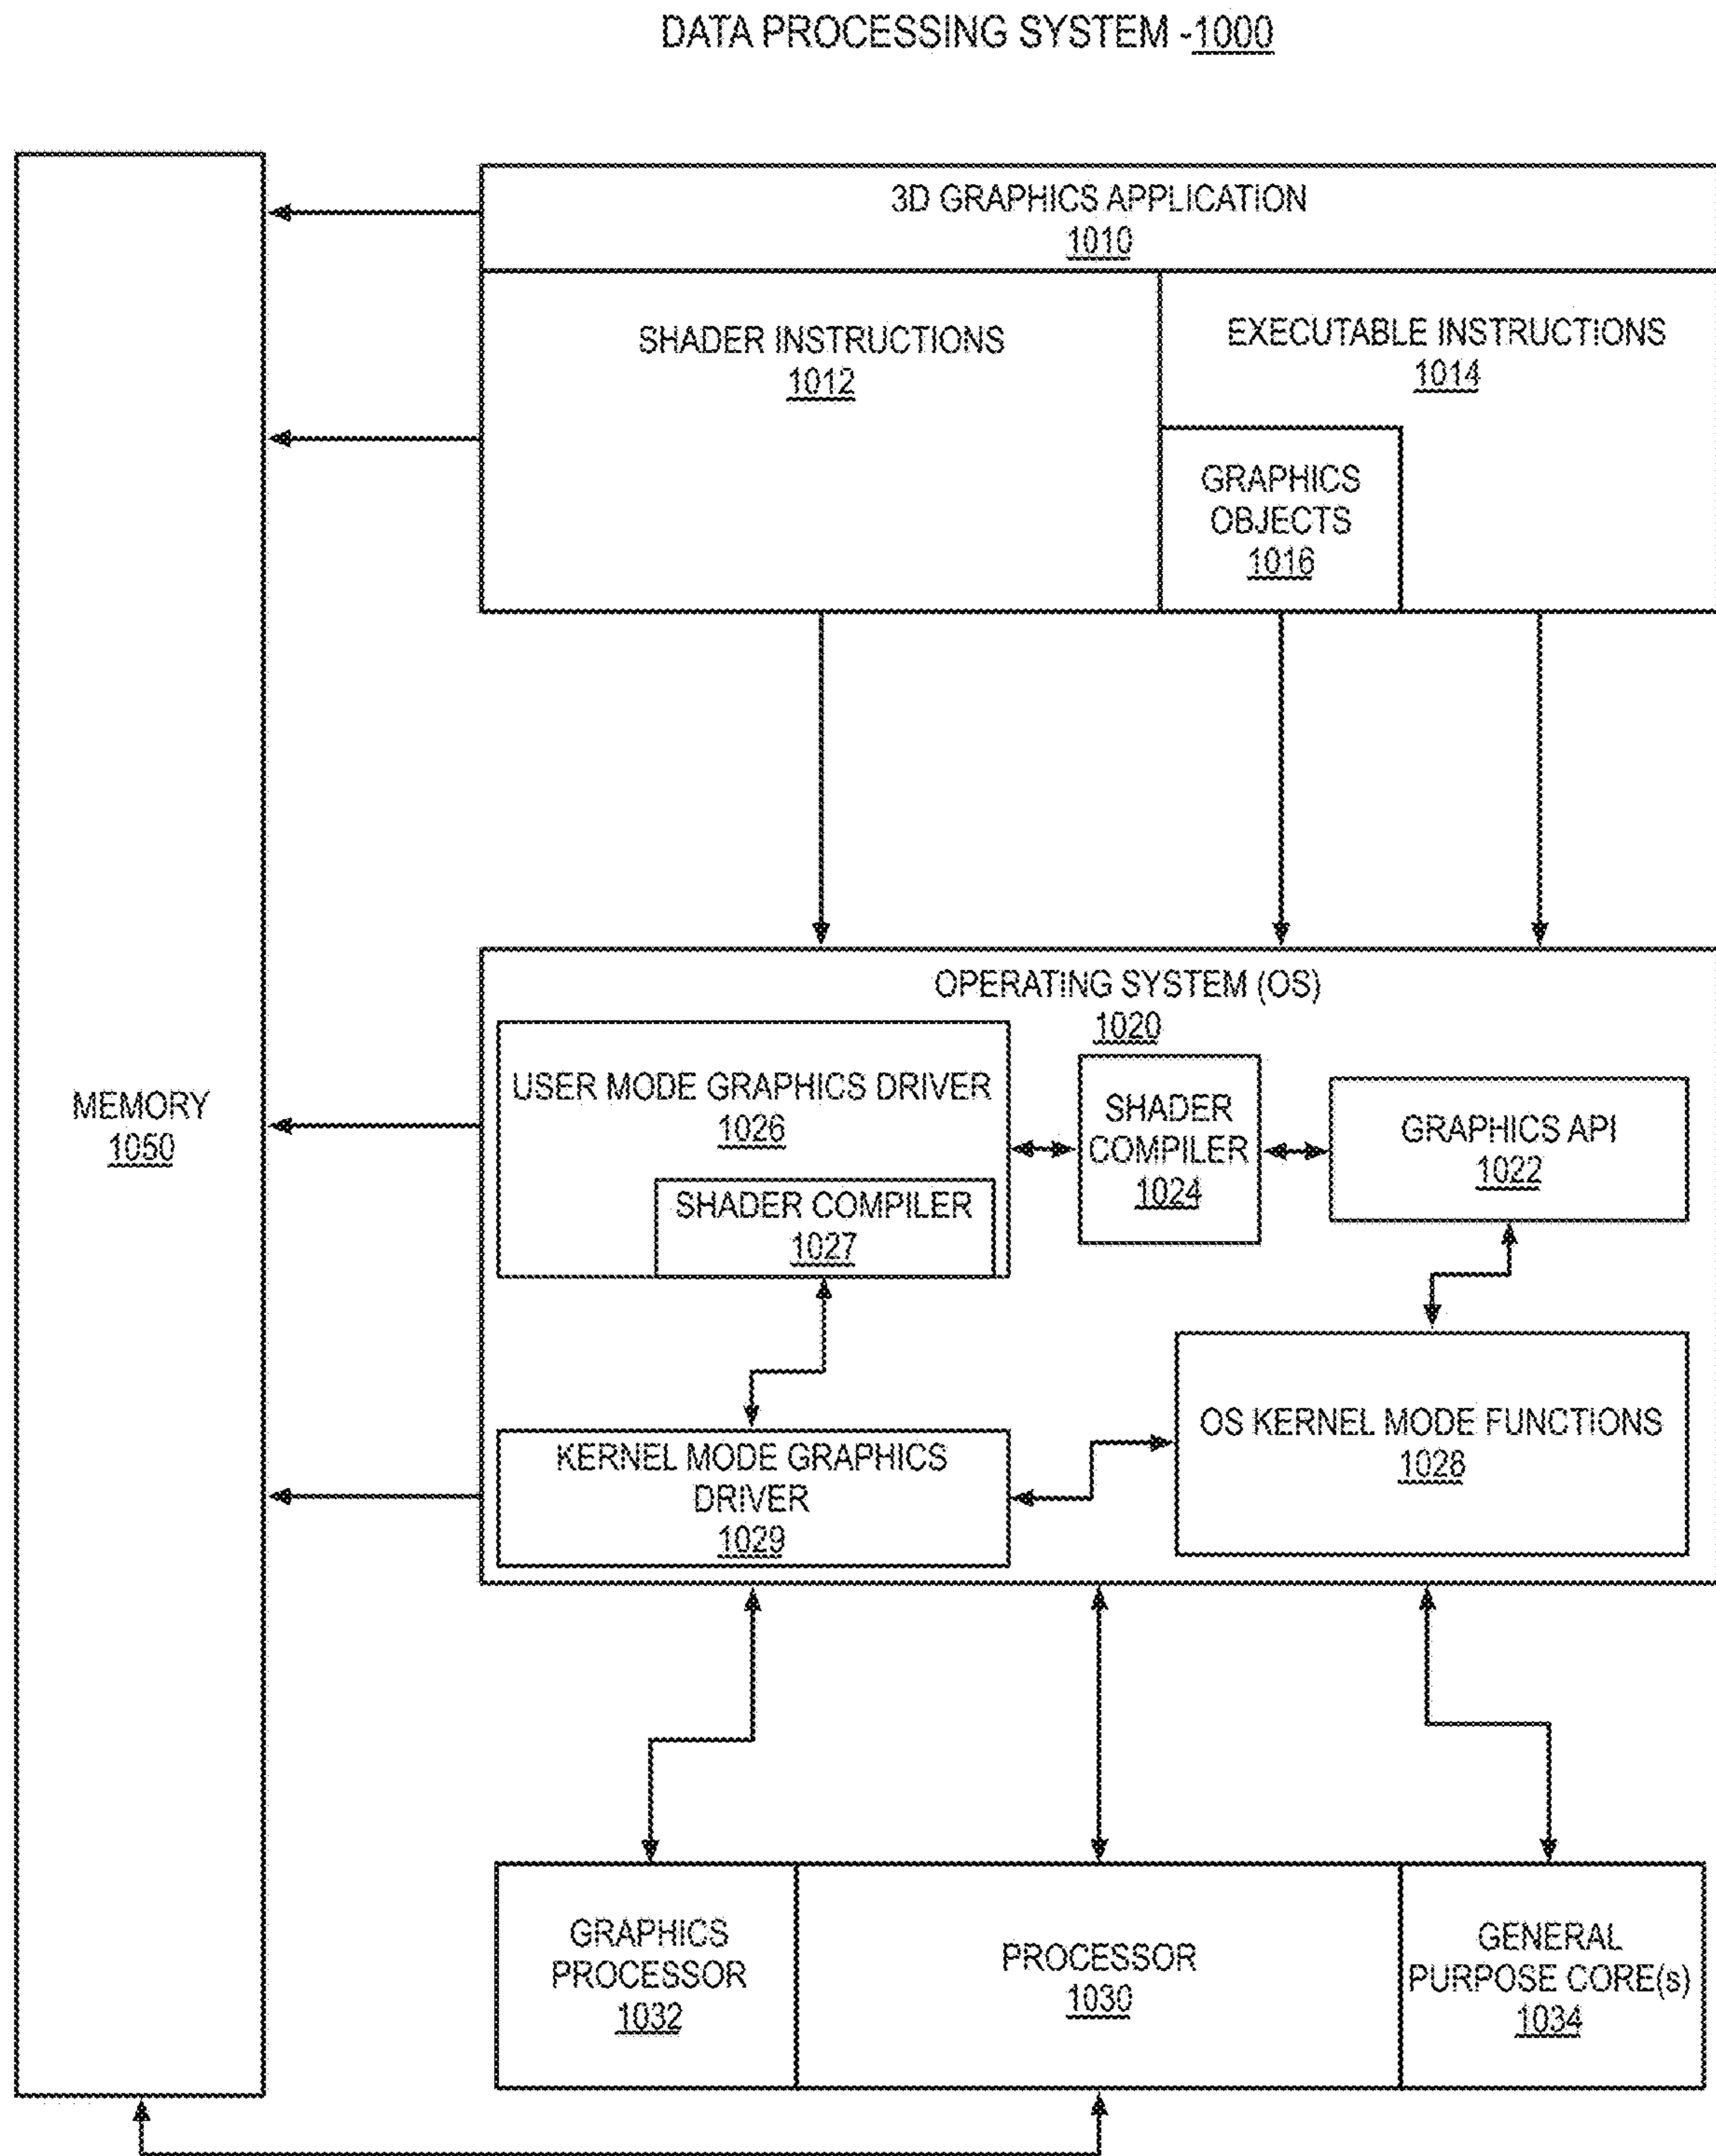 DATA PROCESSING SYSTEM -1000
3D GRAPHICS APPLICATION
1010
SHADER INSTRUCTIONS
1012
EXECUTABLE INSTRUCTIONS
1014
GRAPHICS
OBJECTS
1016
MEMORY
1050
OPERATING SYSTEM (OS)
1020
USER MODE GRAPHICS DRIVER
1026
SHADER COMPILER
1027
SHADER
COMPILER
1024
GRAPHICS API
1022
KERNEL MODE GRAPHICS
DRIVER
1029
OS KERNEL MODE FUNCTIONS
1028
GRAPHICS
PROCESSOR
1032
PROCESSOR
1030
GENERAL
PURPOSE CORE(s)
1034